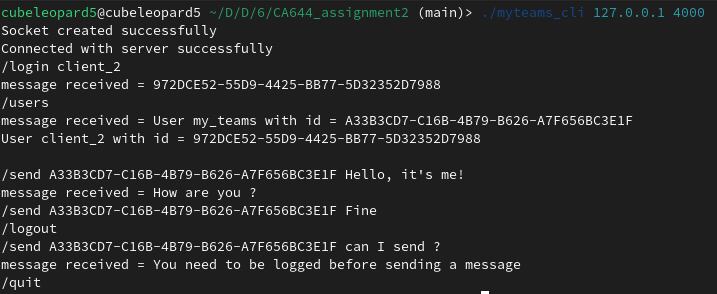 cubeleopard5@cubeleopard5 ~/D/D/6/CA644_assignment2 (main)> ./myteams_cli 127.0.0.1 4000
Socket created successfully
Connected with server successfully
/login client_2
message received = 972DCE52-55D9-4425-BB77-5D32352D7988
/users
message received = User my_teams with id = A33B3CD7-C16B-4B79-B626-A7F656BC3E1F
User client_2 with id = 972DCE52-55D9-4425-BB77-5D32352D7988
/send A33B3CD7-C16B-4B79-B626-A7F656BC3E1F Hello, it's me!
message received = How are you ?
/send A33B3CD7-C16B-4B79-B626-A7F656BC3E1F Fine
/logout
/send A33B3CD7-C16B-4B79-B626-A7F656BC3E1F can I send ?
message received = You need to be logged before sending a message
/quit